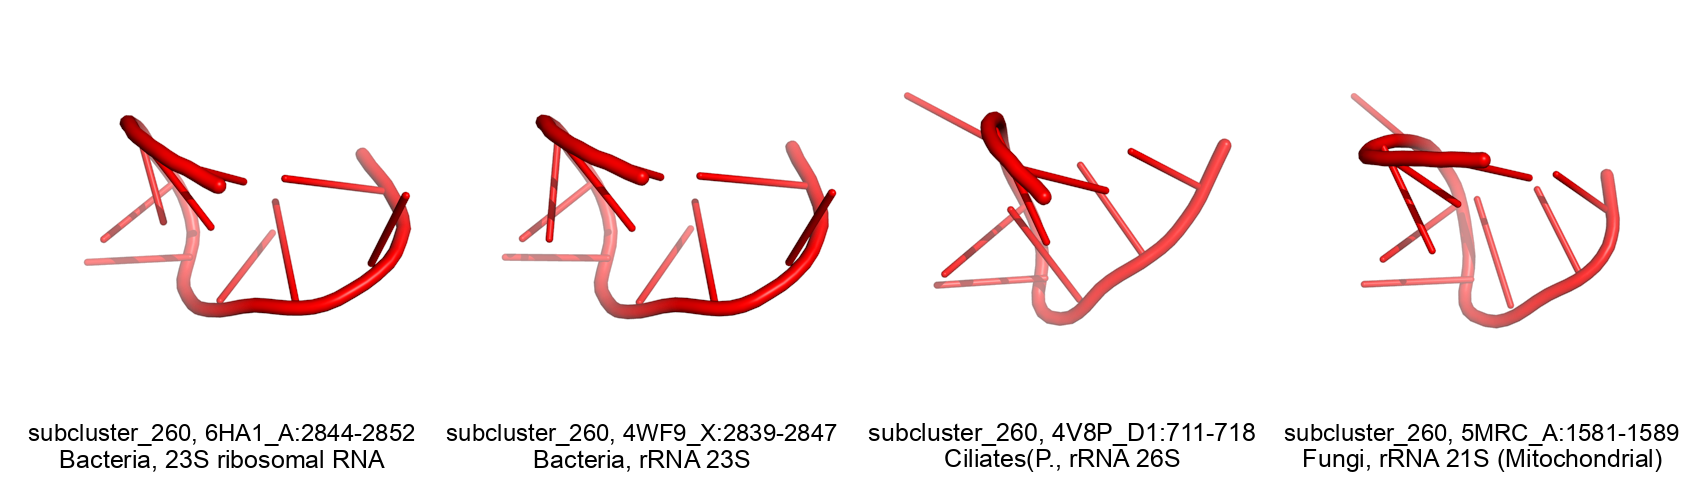 subcluster_260, 6HA1_A:2844-2852
Bacteria, 23S ribosomal RNA
subcluster_260, 4WF9_X:2839-2847
Bacteria, rRNA 23S
subcluster_260, 4V8P_D1:711-718
Ciliates(P., rRNA 26S
subcluster_260, 5MRC_A:1581-1589
Fungi, rRNA 21S (Mitochondrial)